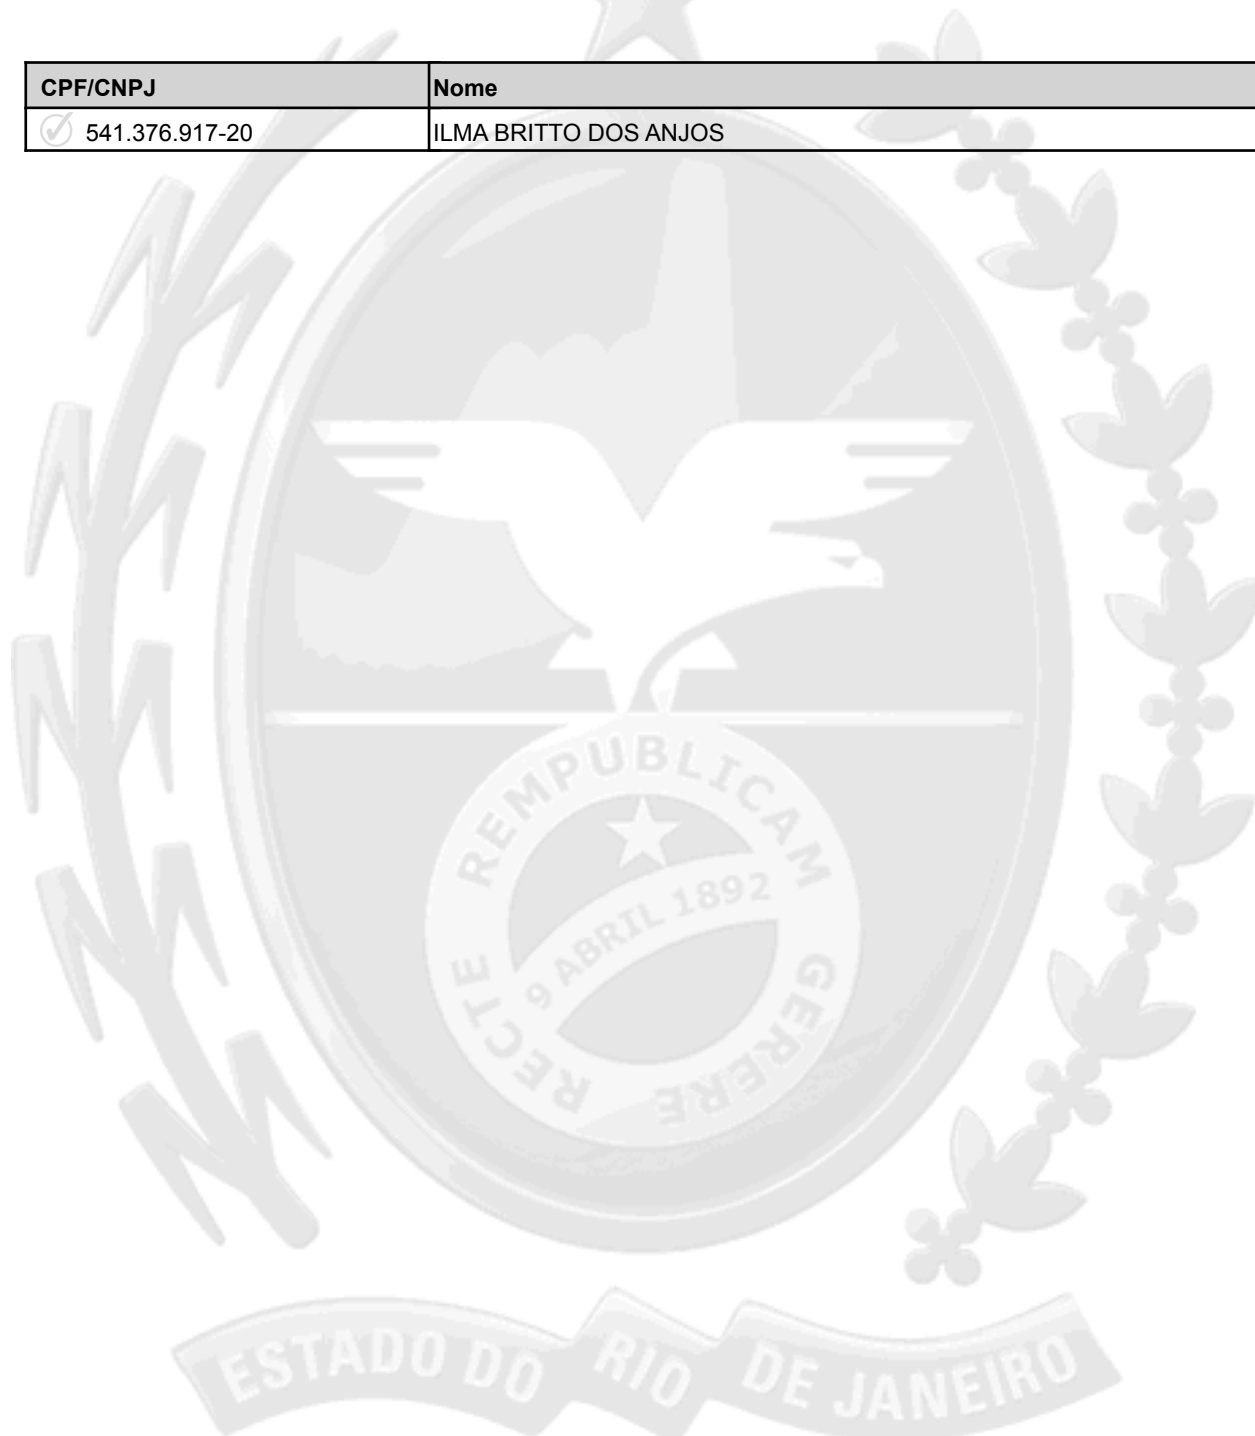 CPF/CNPJ Nome
541.376.917-20 ILMA BRITTO DOS ANJOS
REMPUBLICAM
9 ABRIL 1892
RECTE GERERE
ESTADO DO RIO DE JANEIRO